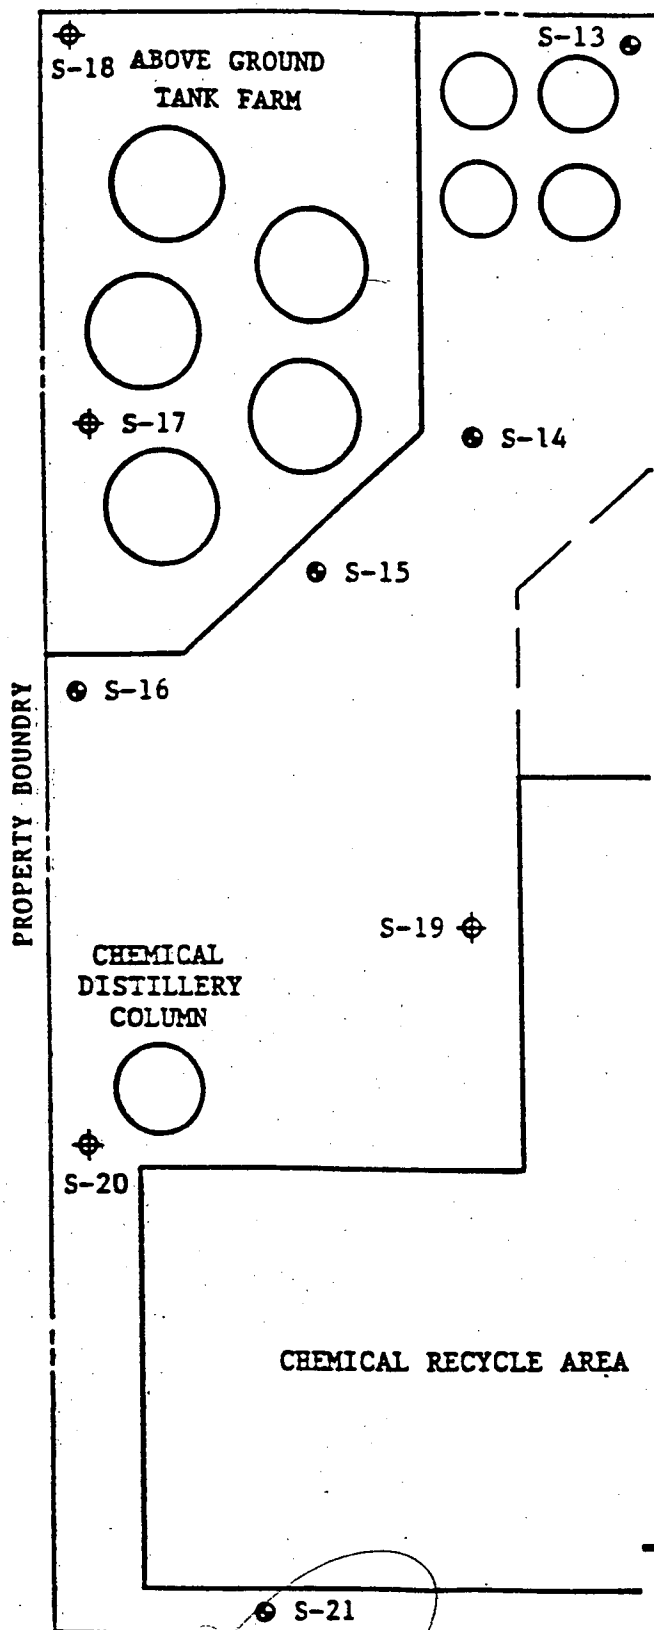 S-13
S-18
ABOVE GROUND
TANK FARM
S-17
S-14
S-15
S-16
PROPERTY BOUNDRY
S-19
CHEMICAL
DISTILLERY
COLUMN
S-20
CHEMICAL RECYCLE AREA
S-21